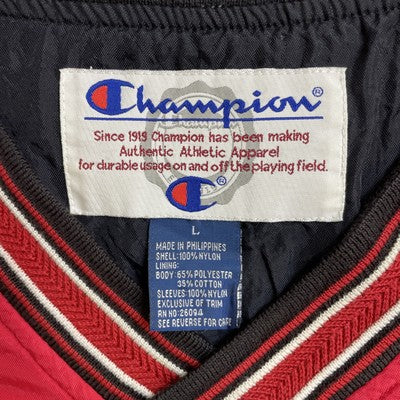 Champion
Since 1919 Champion has been making
Authentic Athletic Apparel
for durable usage on and off the playing field.
L
MADE IN PHILIPPINES
SHELL: 100% NYLON
LINING:
BODY: 65% POLYESTER
35% COTTON
SLEEVES: 100% NYLON
EXCLUSIVE OF TRIM
RN 26094
SEE REVERSE FOR CARE